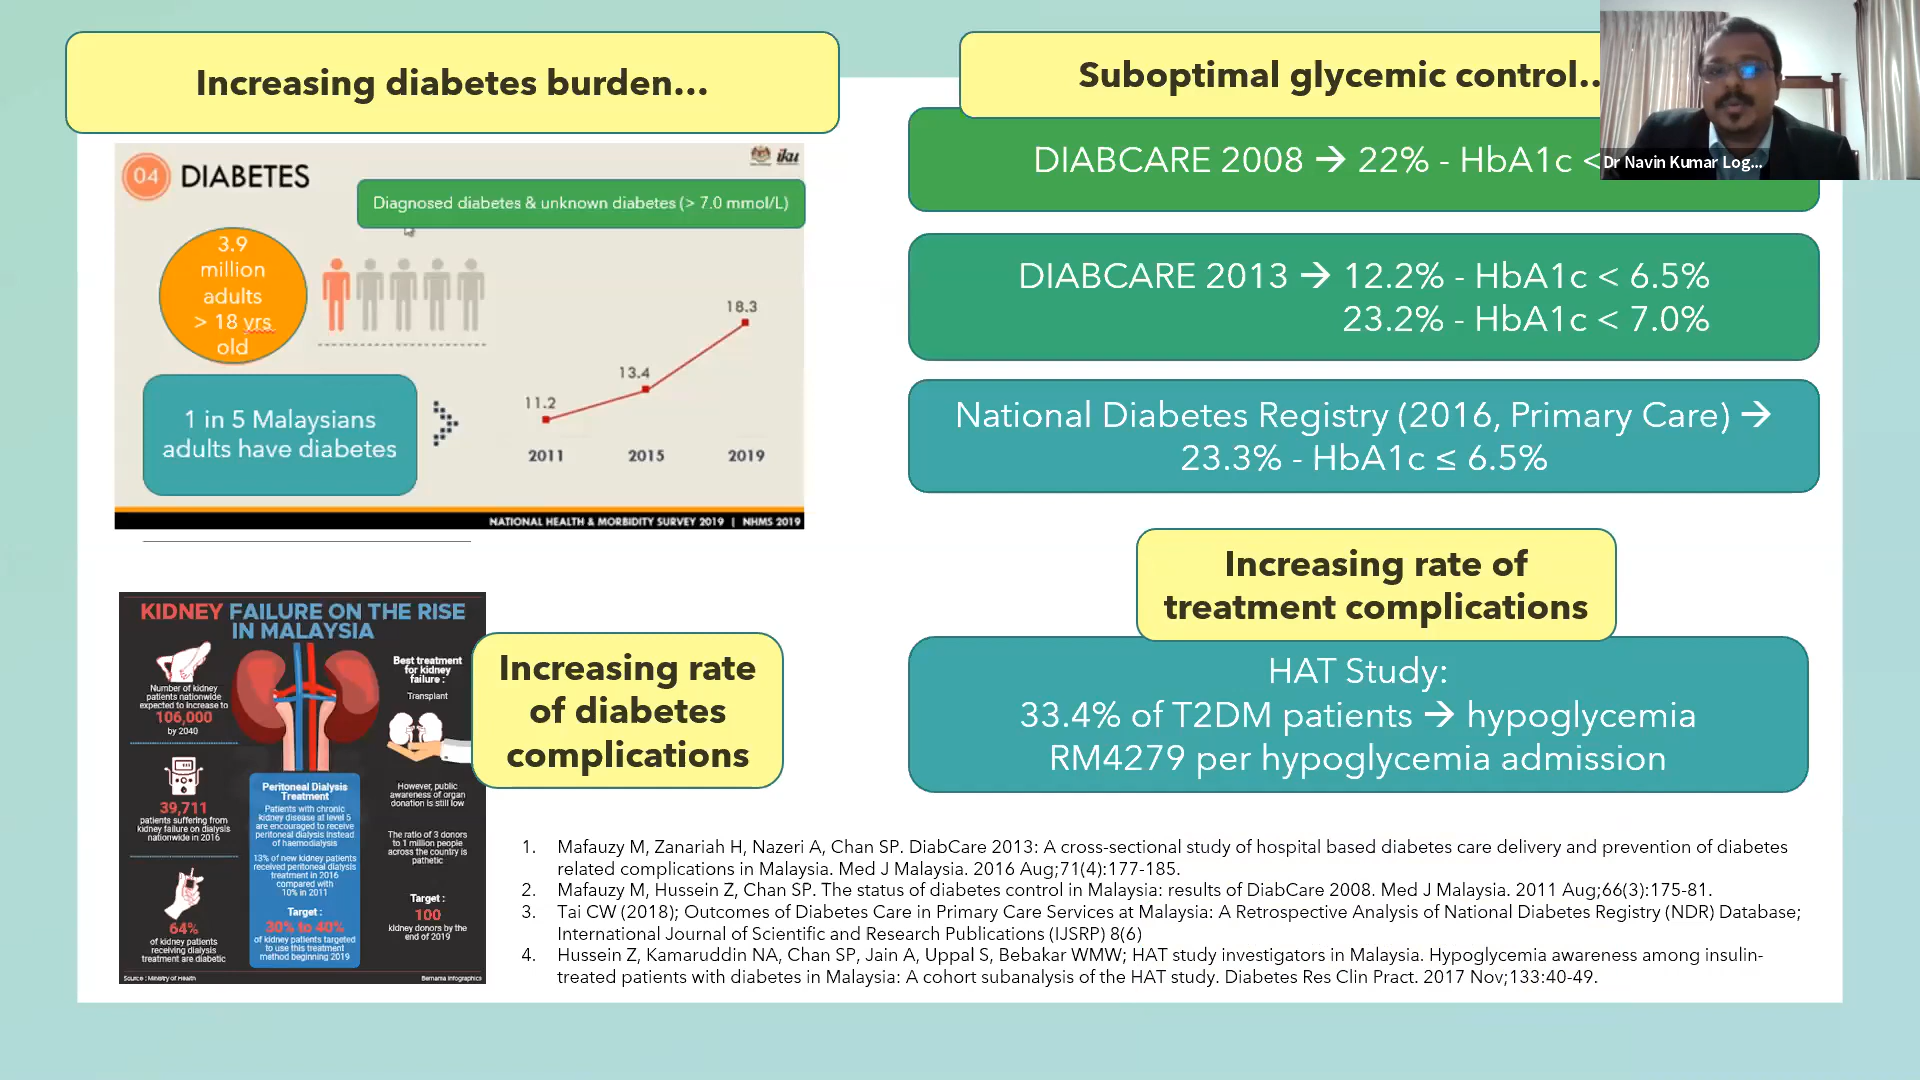 Increasing diabetes burden...
04 DIABETES
iku
Diagnosed diabetes & unknown diabetes (> 7.0 mmol/L)
3.9
million
adults
> 18 yrs
old
1 in 5 Malaysians
adults have diabetes
11.2
13.4
18.3
2011 2015 2019
NATIONAL HEALTH & MORBIDITY SURVEY 2019 | NHMS 2019
Suboptimal glycemic control..
DIABCARE 2008 → 22% - HbA1c <
Dr Navin Kumar Log...
DIABCARE 2013 → 12.2% - HbA1c < 6.5%
23.2% - HbA1c < 7.0%
National Diabetes Registry (2016, Primary Care) →
23.3% - HbA1c ≤ 6.5%
KIDNEY FAILURE ON THE RISE
IN MALAYSIA
Number of kidney
patients nationwide
expected to increase to
106,000
by 2040
39,711
patients suffering from
kidney failure on dialysis
nationwide in 2016
64%
of kidney patients
receiving dialysis
treatment are diabetic
Peritoneal Dialysis
Treatment
Patients with chronic
kidney disease at level 5
are encouraged to receive
peritoneal dialysis instead
of haemodialysis
13% of new kidney patients
received peritoneal dialysis
treatment in 2016
compared with
10% in 2011
Target :
30% to 40%
of kidney patients targeted
to use this treatment
method beginning 2019
Best treatment
for kidney
failure :
Transplant
However, public
awareness of organ
donation is still low
The ratio of 3 donors
to 1 million people
across the country is
pathetic
Target :
100
kidney donors by the
end of 2019
Source : Ministry of Health
Bernama Infographics
Increasing rate
of diabetes
complications
Increasing rate of
treatment complications
HAT Study:
33.4% of T2DM patients → hypoglycemia
RM4279 per hypoglycemia admission
1. Mafauzy M, Zanariah H, Nazeri A, Chan SP. DiabCare 2013: A cross-sectional study of hospital based diabetes care delivery and prevention of diabetes
related complications in Malaysia. Med J Malaysia. 2016 Aug;71(4):177-185.
2. Mafauzy M, Hussein Z, Chan SP. The status of diabetes control in Malaysia: results of DiabCare 2008. Med J Malaysia. 2011 Aug;66(3):175-81.
3. Tai CW (2018); Outcomes of Diabetes Care in Primary Care Services at Malaysia: A Retrospective Analysis of National Diabetes Registry (NDR) Database;
International Journal of Scientific and Research Publications (IJSRP) 8(6)
4. Hussein Z, Kamaruddin NA, Chan SP, Jain A, Uppal S, Bebakar WMW; HAT study investigators in Malaysia. Hypoglycemia awareness among insulin-
treated patients with diabetes in Malaysia: A cohort subanalysis of the HAT study. Diabetes Res Clin Pract. 2017 Nov;133:40-49.